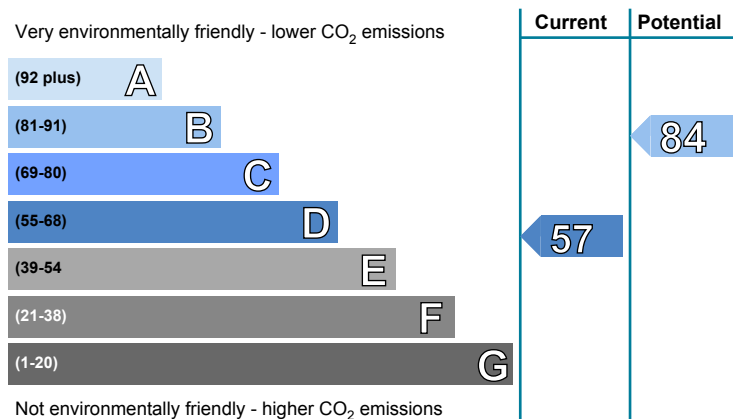 Current Potential
Very environmentally friendly - lower CO2 emissions
(92 plus) A
(81-91) B
84
(69-80) C
(55-68) D
57
(39-54 E
(21-38) F
(1-20) G
Not environmentally friendly - higher CO2 emissions